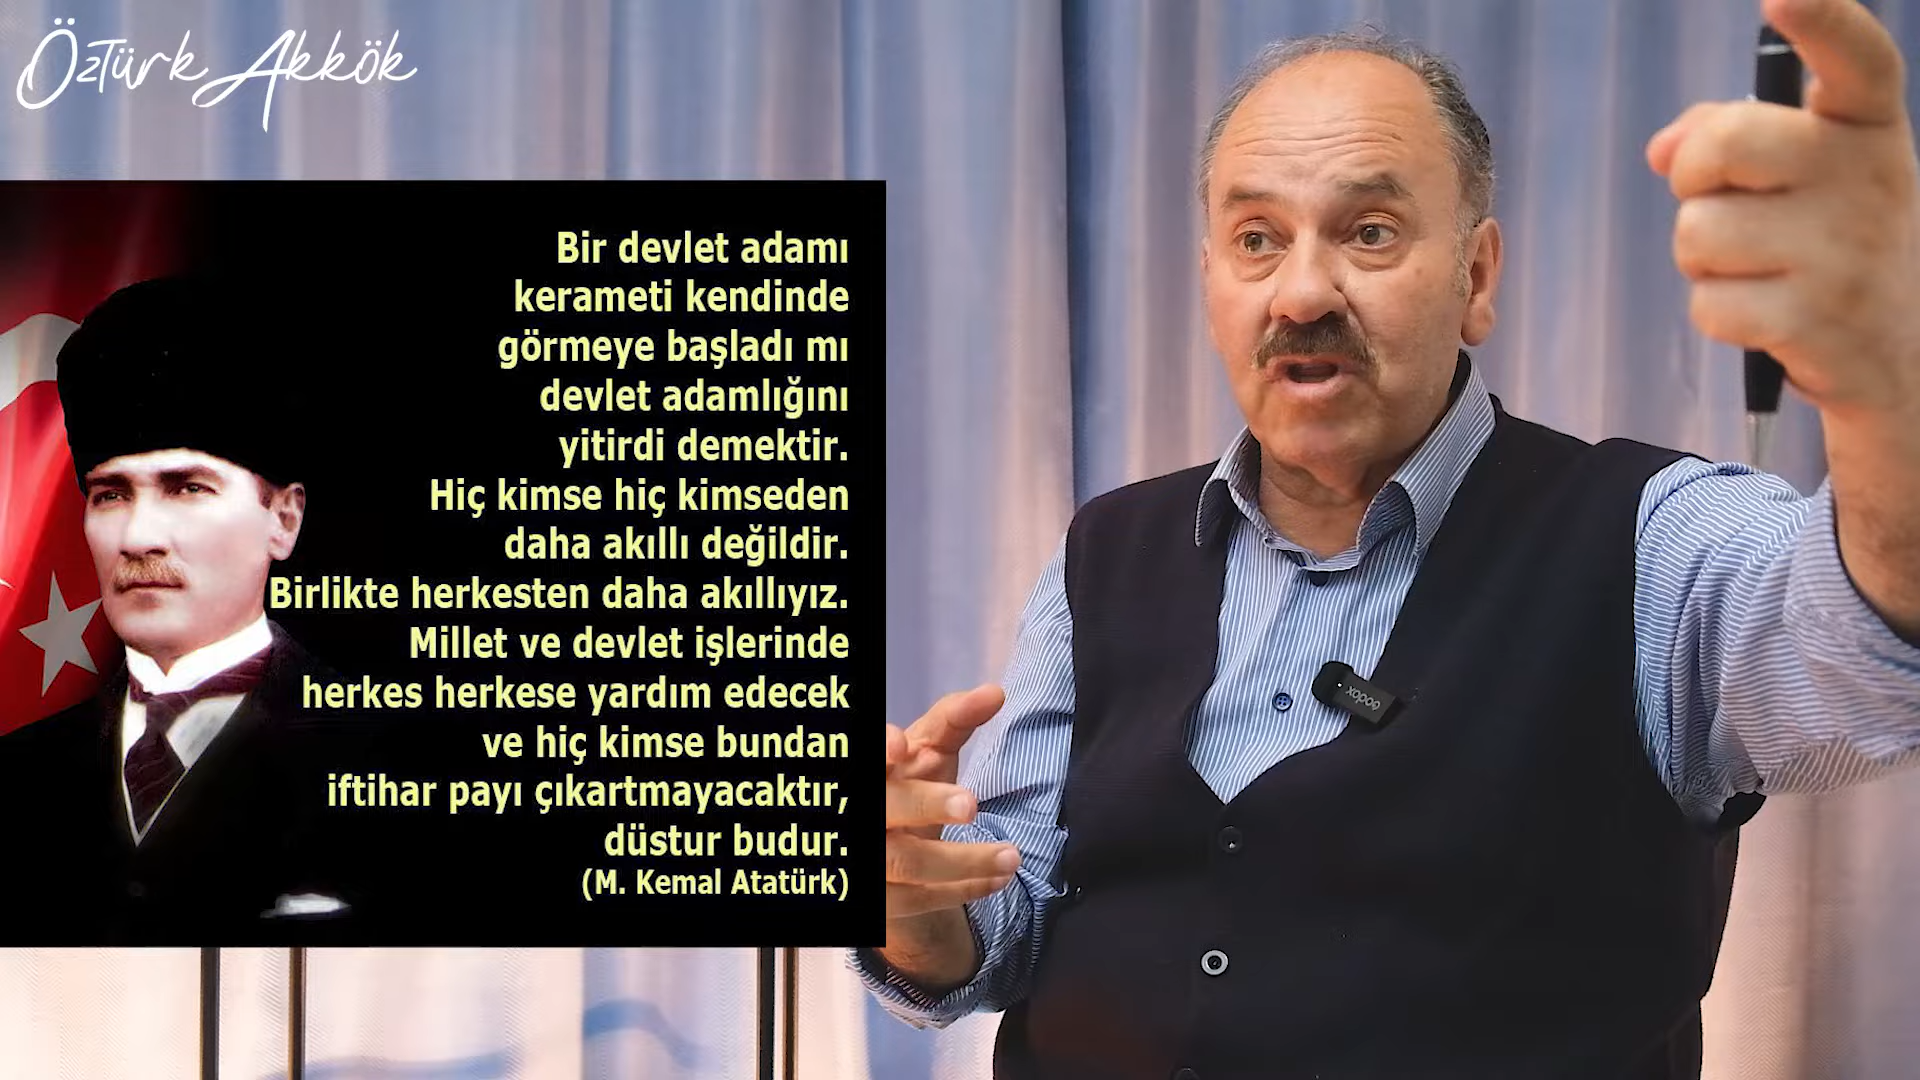 Öztürk Akkök
Bir devlet adamı
kerameti kendinde
görmeye başladı mı
devlet adamlığını
yitirdi demektir.
Hiç kimse hiç kimseden
daha akıllı değildir.
Birlikte herkesten daha akıllıyız.
Millet ve devlet işlerinde
herkes herkese yardım edecek
ve hiç kimse bundan
iftihar payı çıkartmayacaktır,
düstur budur.
(M. Kemal Atatürk)
Godox